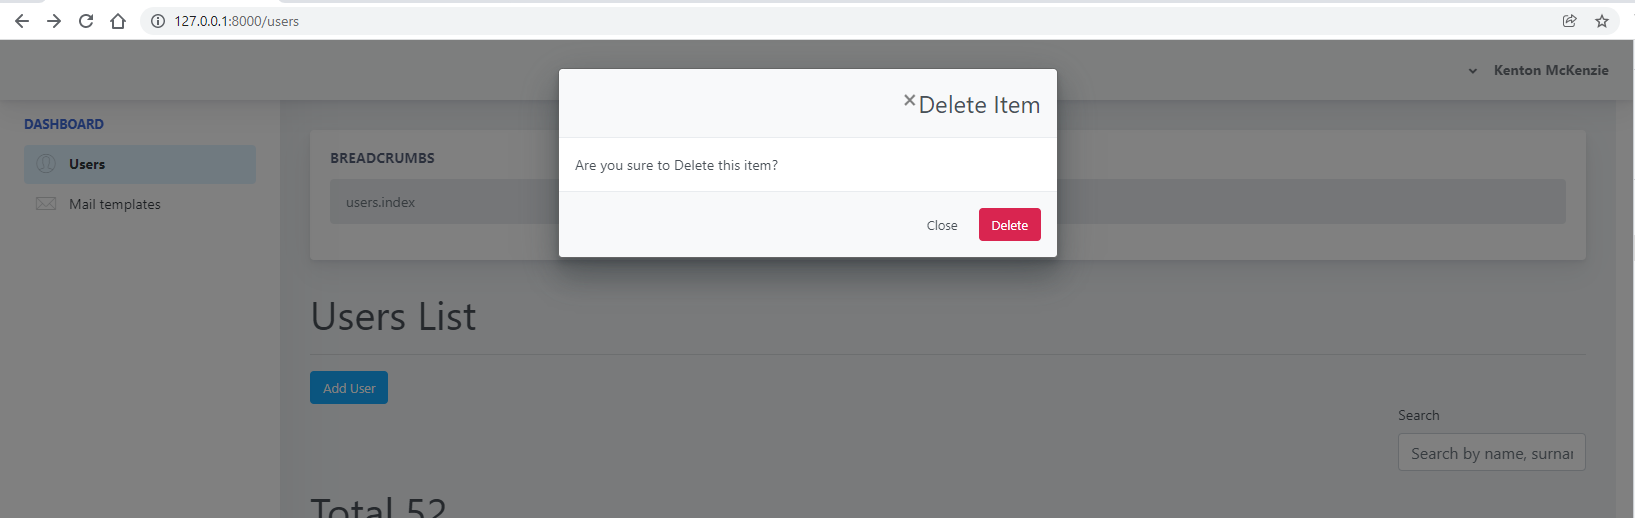 127.0.0.1:8000/users
Kenton McKenzie
×Delete Item
Are you sure to Delete this item?
Close Delete
DASHBOARD
Users
Mail templates
BREADCRUMBS
users.index
Users List
Add User
Search
Search by name, surnar
Total 52